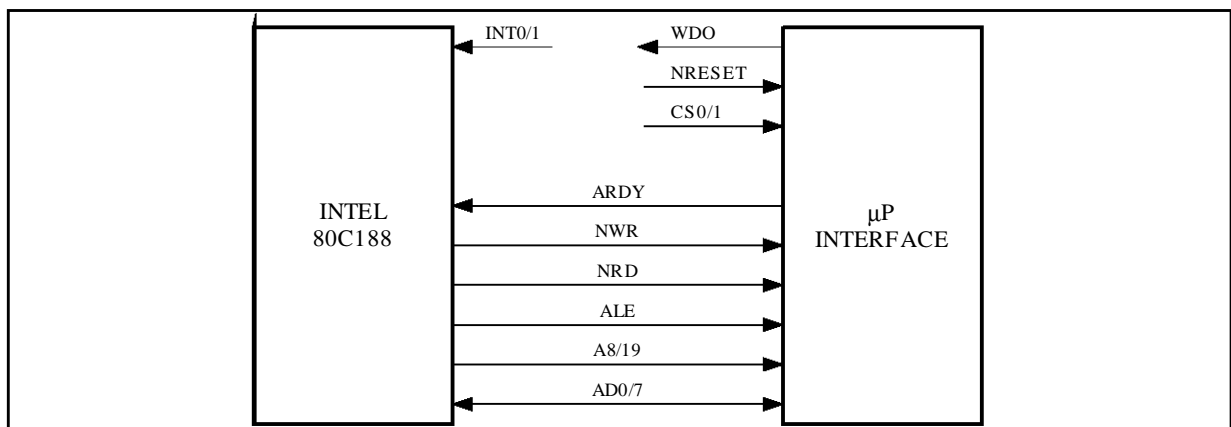 INT0/1
WDO
NRESET
CS0/1
ARDY
INTEL
80C188
µP
INTERFACE
NWR
NRD
ALE
A8/19
AD0/7